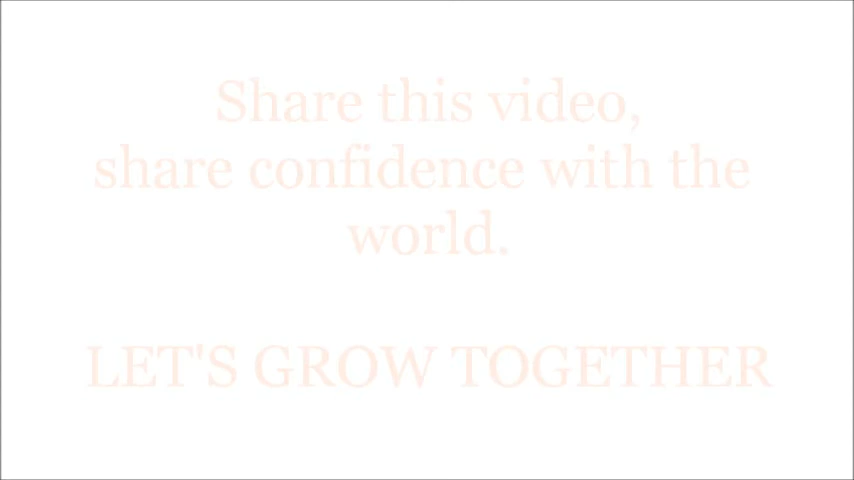 Share this video,
share confidence with the
world.
LET'S GROW TOGETHER